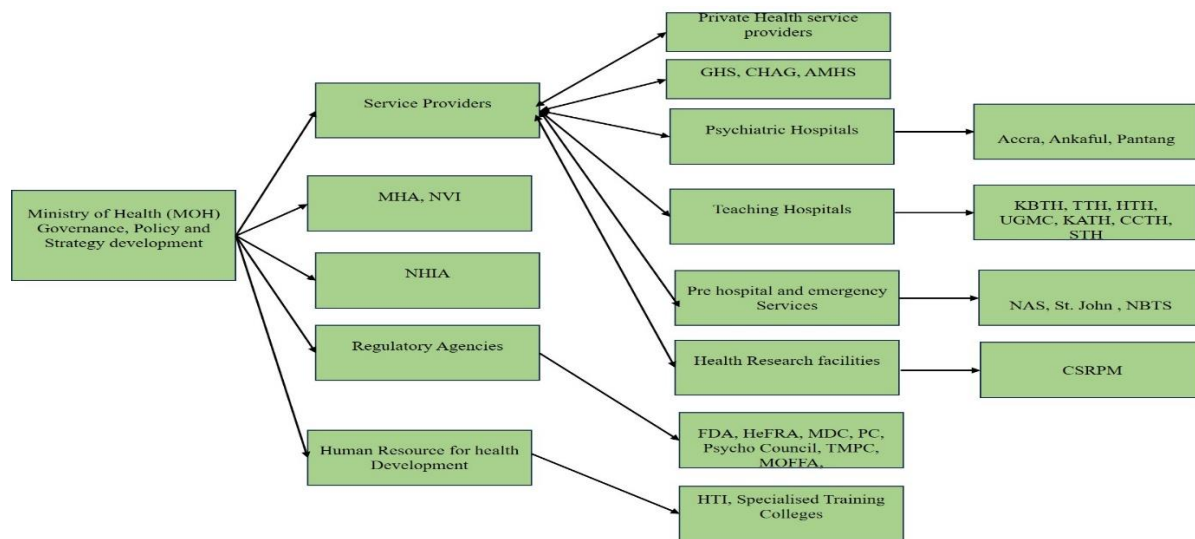 Private Health service
providers
GHS, CHAG, AMHS
Service Providers
Psychiatric Hospitals
Accra, Ankaful, Pantang
MHA, NVI
Ministry of Health (MOH)
Governance, Policy and
Strategy development
Teaching Hospitals
KBTH, TTH, HTH,
UGMC, KATH, CCTH,
STH
NHIA
Pre hospital and emergency
Services
NAS, St. John , NBTS
Regulatory Agencies
Health Research facilities
CSRPM
FDA, HeFRA, MDC, PC,
Psycho Council, TMPC,
MOFFA,
Human Resource for health
Development
HTI, Specialised Training
Colleges